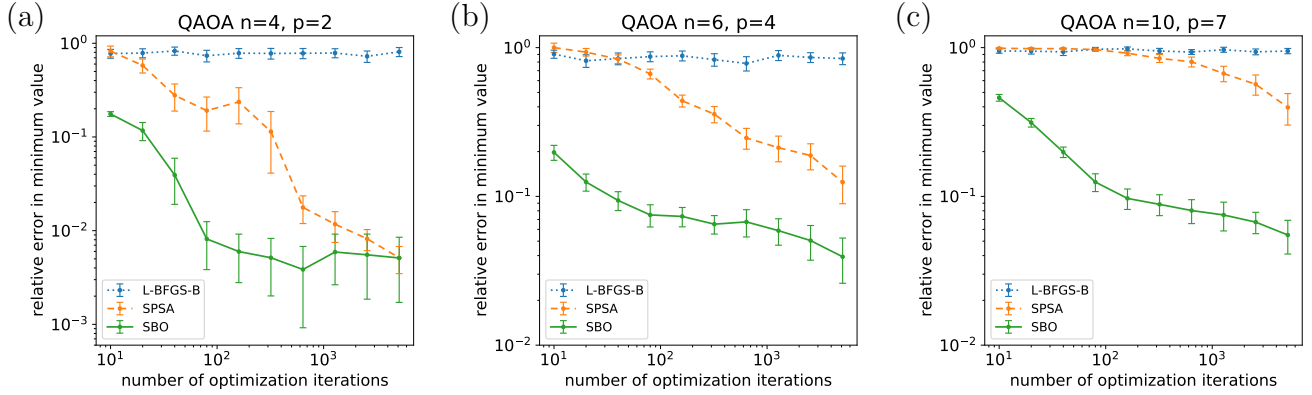 (a)
QAOA n=4, p=2
relative error in minimum value
10^0
10^-1
10^-2
10^-3
L-BFGS-B
SPSA
SBO
10^1
10^2
10^3
number of optimization iterations
(b)
QAOA n=6, p=4
relative error in minimum value
10^0
10^-1
10^-2
L-BFGS-B
SPSA
SBO
10^1
10^2
10^3
number of optimization iterations
(c)
QAOA n=10, p=7
relative error in minimum value
10^0
10^-1
10^-2
L-BFGS-B
SPSA
SBO
10^1
10^2
10^3
number of optimization iterations